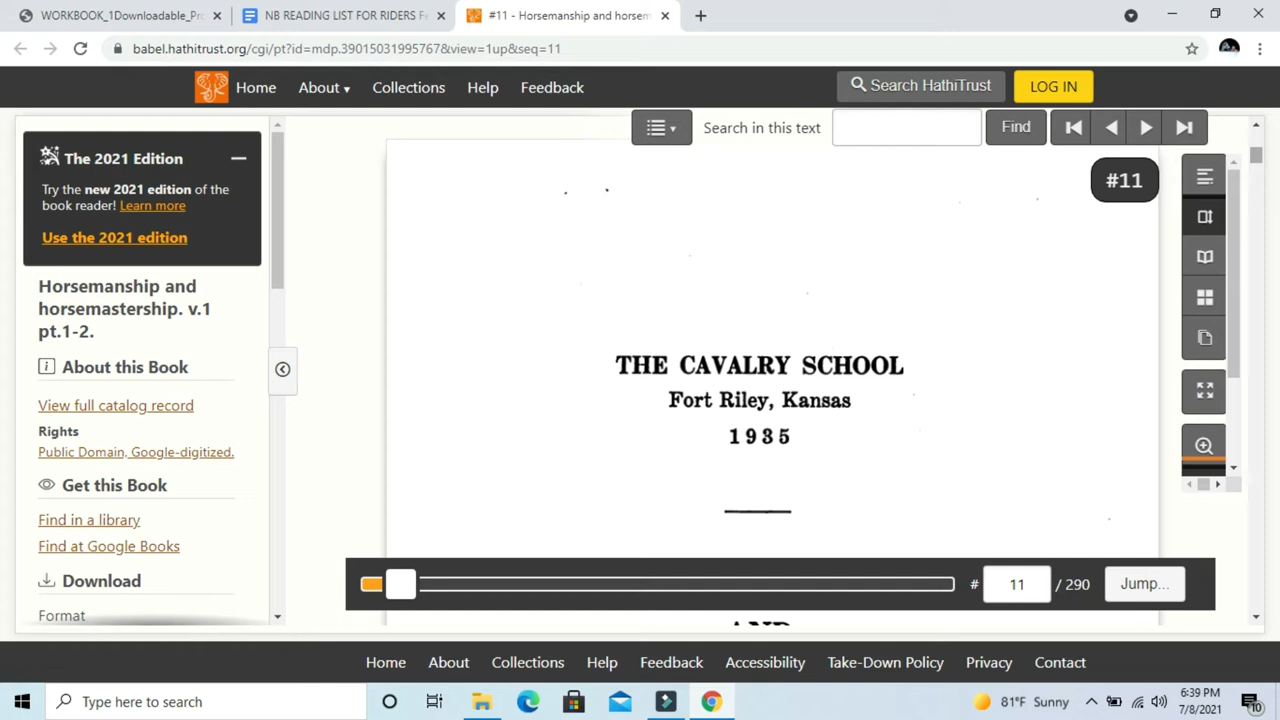 WORKBOOK_1Downloadable_Pro
NB READING LIST FOR RIDERS Fe
#11 - Horsemanship and horsem
babel.hathitrust.org/cgi/pt?id=mdp.39015031995767&view=1up&seq=11
Home
About
Collections
Help
Feedback
Search HathiTrust
LOG IN
Search in this text
Find
#11
The 2021 Edition
Try the new 2021 edition of the
book reader! Learn more
Use the 2021 edition
Horsemanship and
horsemastership. v.1
pt.1-2.
About this Book
View full catalog record
Rights
Public Domain, Google-digitized.
Get this Book
Find in a library
Find at Google Books
Download
Format
THE CAVALRY SCHOOL
Fort Riley, Kansas
1935
AND
# 11 / 290 Jump...
Home About Collections Help Feedback Accessibility Take-Down Policy Privacy Contact
Type here to search
81°F Sunny
6:39 PM
7/8/2021
10